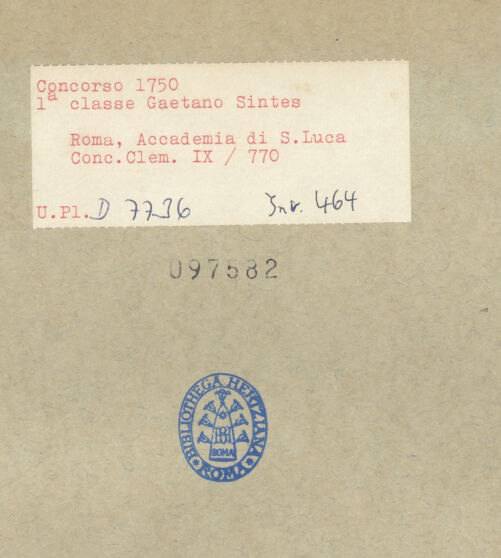 Concorso 1750
1ª classe Gaetano Sintes
Roma, Accademia di S.Luca
Conc.Clem. IX / 770
U.Pl. D 7736 Inv. 464
097582
BIBLIOTHECA HERTZIANA
ROMA
ROMA